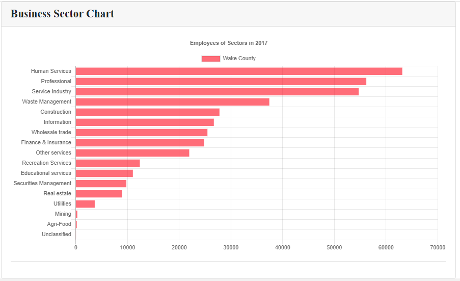 Business Sector Chart
Employees of Sectors in 2017
Wake County
Human Services
Professional
Service Industry
Waste Management
Construction
Information
Wholesale trade
Finance & Insurance
Other services
Recreation Services
Educational services
Securities Management
Real estate
Utilities
Mining
Agri-Food
Unclassified
0 10000 20000 30000 40000 50000 60000 70000